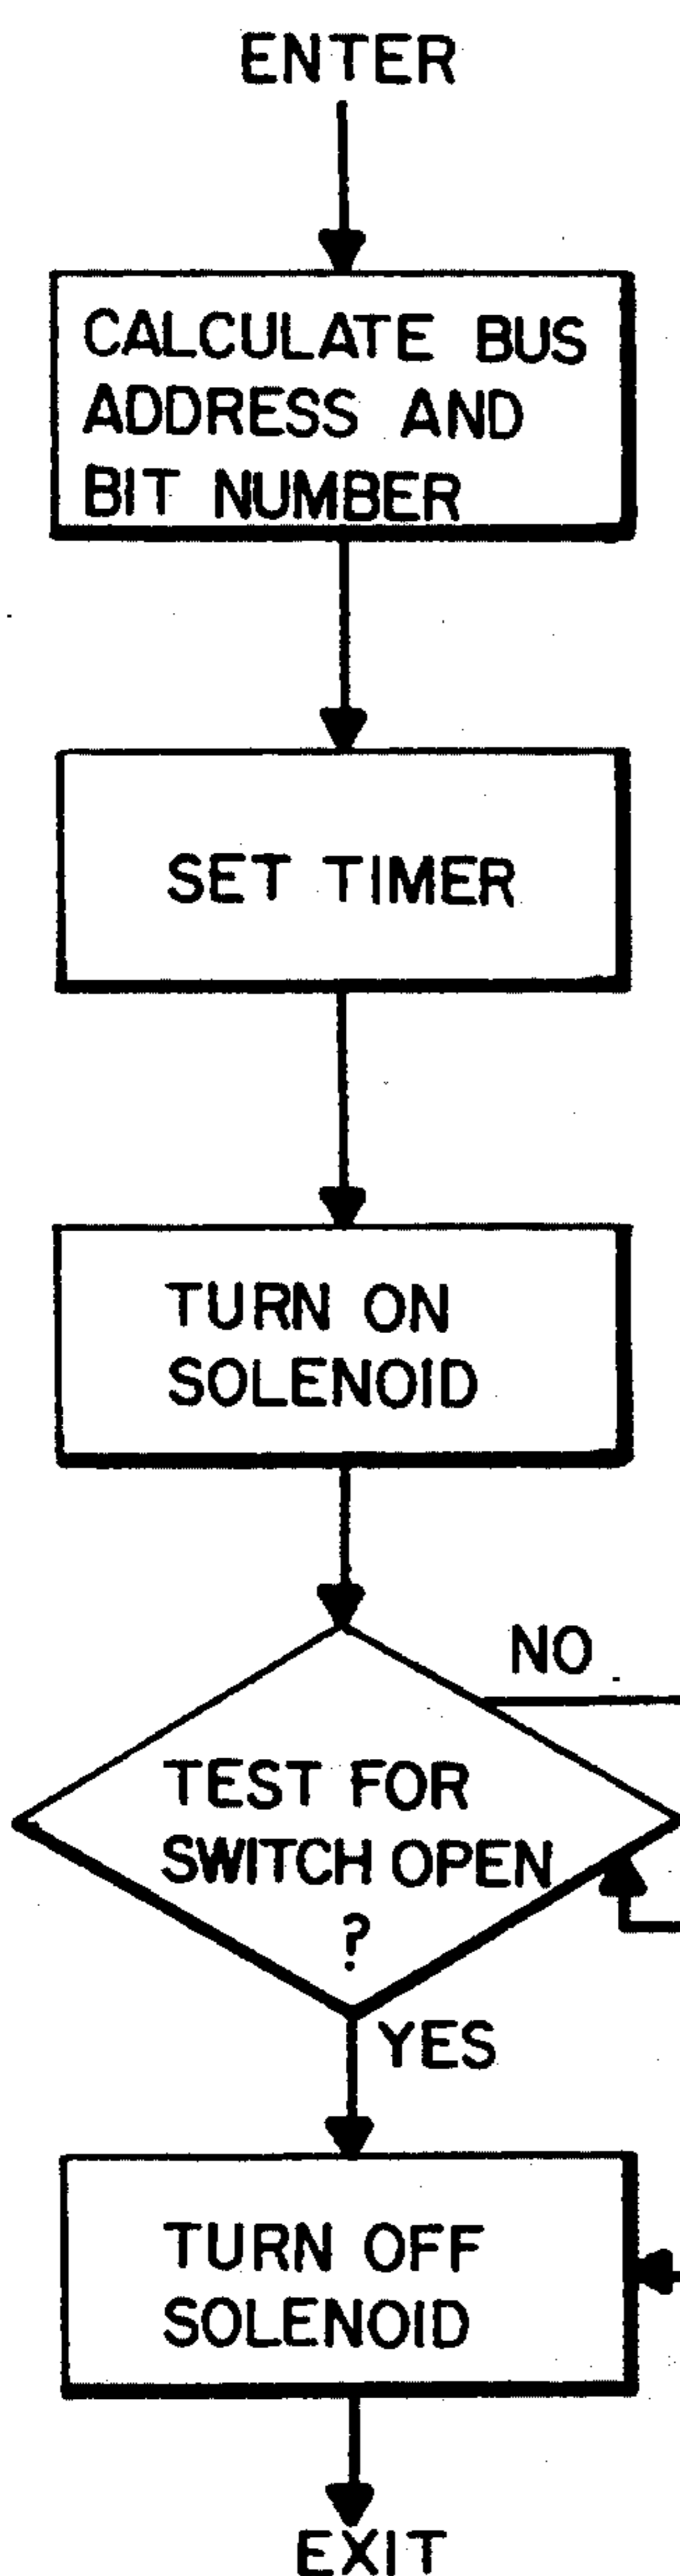 ENTER
CALCULATE BUS
ADDRESS AND
BIT NUMBER
SET TIMER
TURN ON
SOLENOID
NO
TEST FOR
SWITCH OPEN
?
YES
TURN OFF
SOLENOID
EXIT